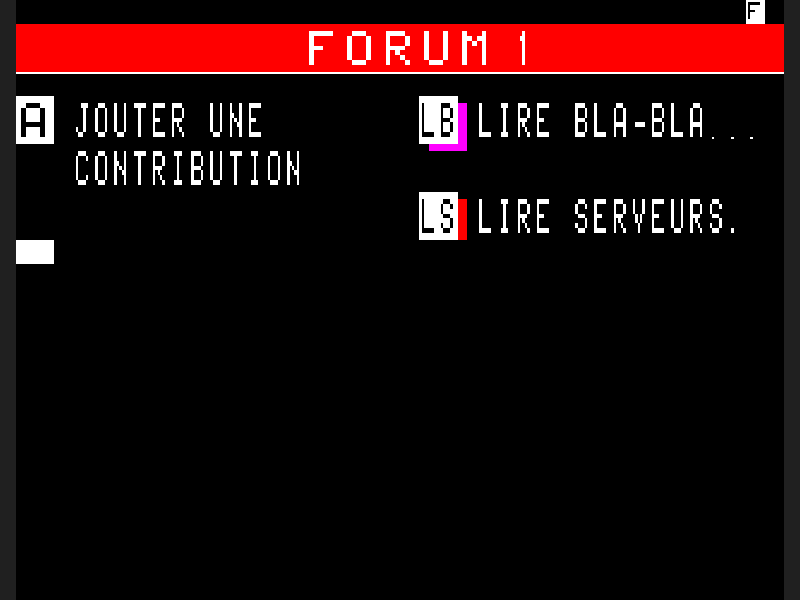 F
FORUM 1
A JOUTER UNE
CONTRIBUTION
LB LIRE BLA-BLA...
LS LIRE SERVEURS.